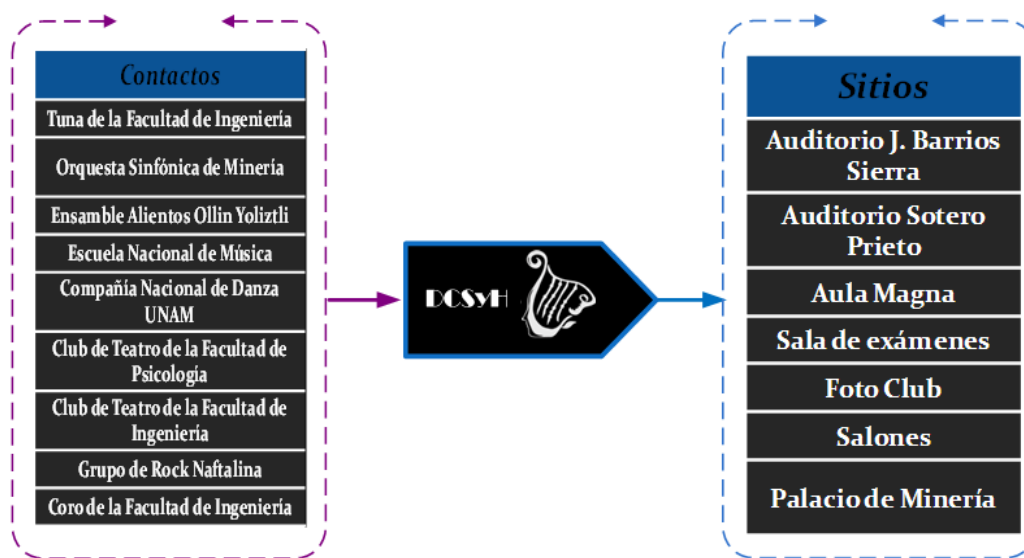 Contactos
Tuna de la Facultad de Ingeniería
Orquesta Sinfónica de Minería
Ensamble Alientos Ollin Yoliztli
Escuela Nacional de Música
Compañía Nacional de Danza
UNAM
Club de Teatro de la Facultad de
Psicología
Club de Teatro de la Facultad de
Ingeniería
Grupo de Rock Naftalina
Coro de la Facultad de Ingeniería
DCSyH
Sitios
Auditorio J. Barrios
Sierra
Auditorio Sotero
Prieto
Aula Magna
Sala de exámenes
Foto Club
Salones
Palacio de Minería